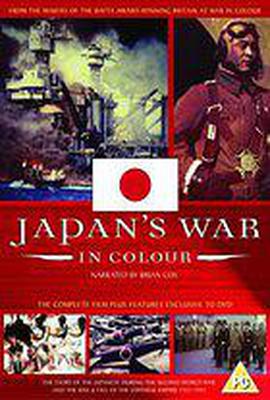 FROM THE MAKERS OF THE BAFTA AWARD-WINNING BRITAIN AT WAR IN COLOUR
JAPAN'S WAR
IN COLOUR
NARRATED BY BRIAN COX
THE COMPLETE FILM PLUS FEATURES EXCLUSIVE TO DVD
THE STORY OF THE JAPANESE DURING THE SECOND WORLD WAR
AND THE RISE & FALL OF THE IMPERIAL EMPIRE
PG